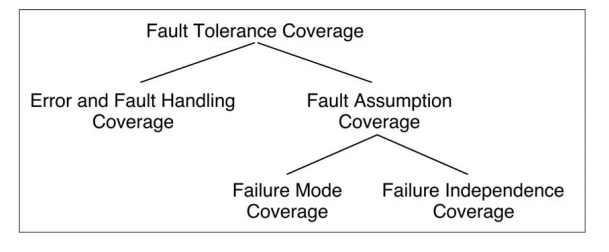 Fault Tolerance Coverage
Error and Fault Handling
Coverage
Fault Assumption
Coverage
Failure Mode
Coverage
Failure Independence
Coverage